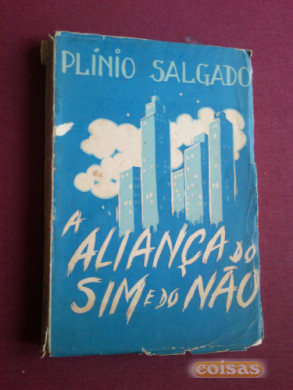 PLÍNIO SALGADO
A
ALIANÇA DO
SIM E DO NÃO
coisas